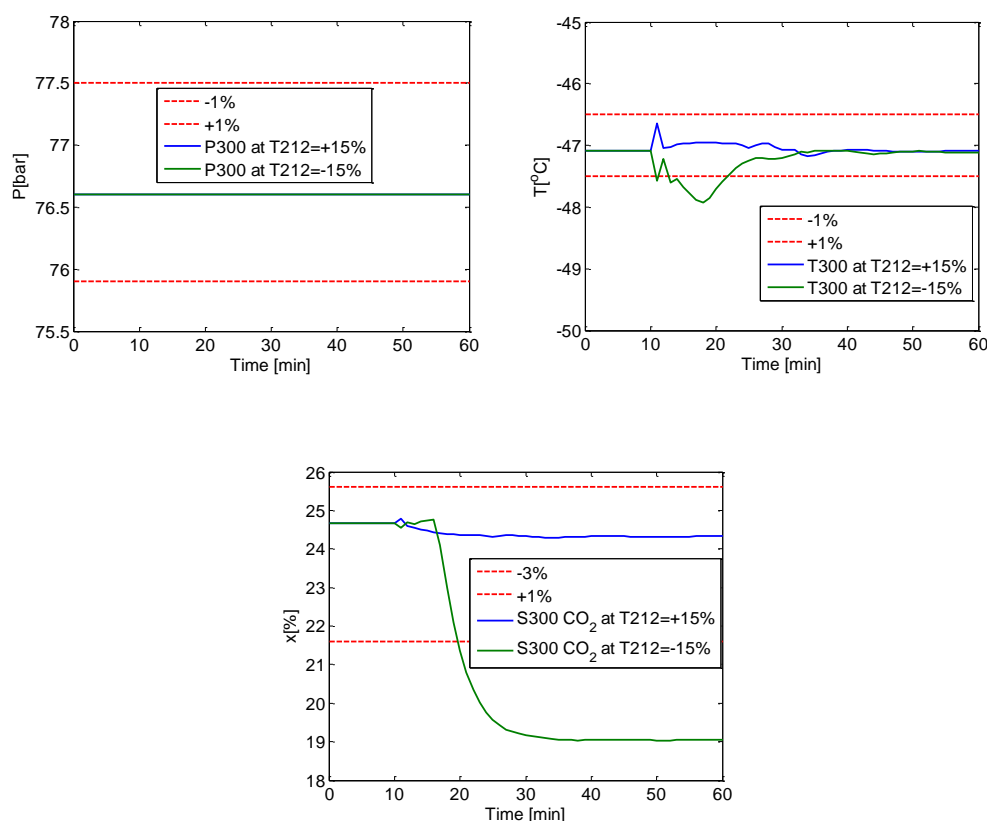 78
77.5
77
76.5
76
75.5
P[bar]
0 10 20 30 40 50 60
Time [min]
-1%
+1%
P300 at T212=+15%
P300 at T212=-15%
-45
-46
-47
-48
-49
-50
T[°C]
0 10 20 30 40 50 60
Time [min]
-1%
+1%
T300 at T212=+15%
T300 at T212=-15%
26
25
24
23
22
21
20
19
18
x[%]
0 10 20 30 40 50 60
Time [min]
-3%
+1%
S300 CO2 at T212=+15%
S300 CO2 at T212=-15%